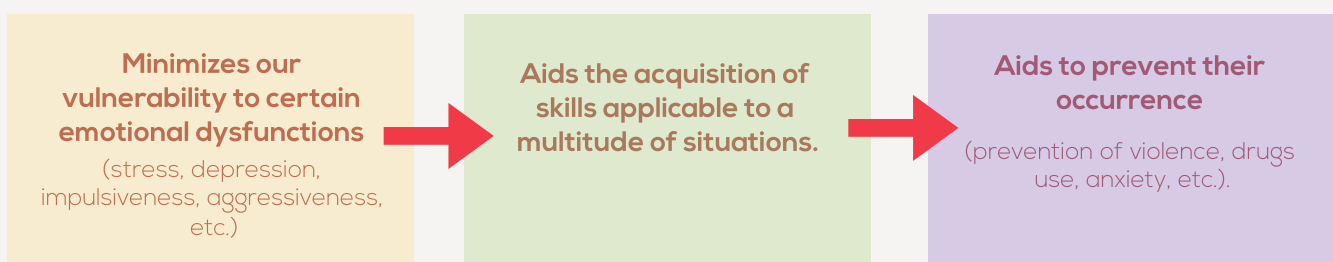 Minimizes our
vulnerability to certain
emotional dysfunctions
(stress, depression,
impulsiveness, aggressiveness,
etc.)
Aids the acquisition of
skills applicable to a
multitude of situations.
Aids to prevent their
occurrence
(prevention of violence, drugs
use, anxiety, etc.).